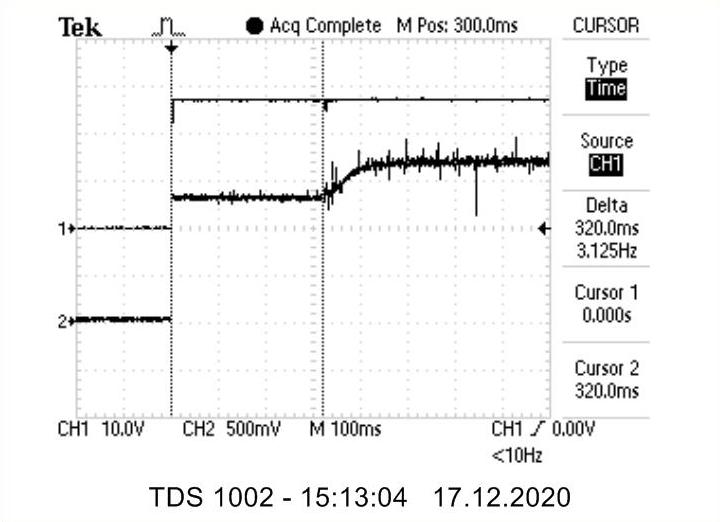 Tek Acq Complete M Pos: 300.0ms CURSOR
Type
Time
Source
CH1
Delta
320.0ms
3.125Hz
Cursor 1
0.000s
Cursor 2
320.0ms
1
2
CH1 10.0V CH2 500mV M 100ms CH1 0.00V
<10Hz
TDS 1002 - 15:13:04 17.12.2020